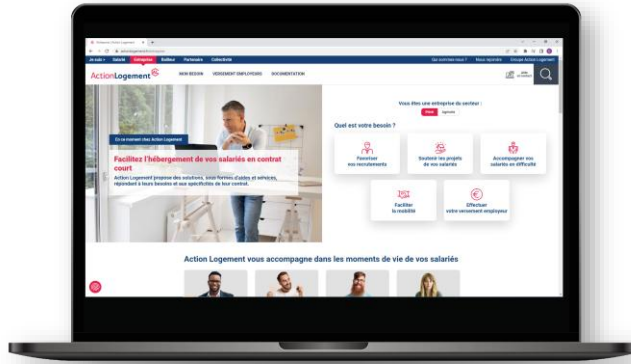 Je suis > Salarié Entreprise Bailleur Partenaire Collectivité
Qui sommes-nous ? Nous rejoindre Groupe Action Logement
ActionLogement
MON BESOIN VERSEMENT EMPLOYEURS DOCUMENTATION
En ce moment chez Action Logement
Facilitez l'hébergement de vos salariés en contrat
court
Action Logement propose des solutions, sous formes d'aides et services,
répondant à leurs besoins et aux spécificités de leur contrat.
Vous êtes une entreprise du secteur :
Privé Agricole
Quel est votre besoin ?
Favoriser
vos recrutements
Soutenir les projets
de vos salariés
Accompagner vos
salariés en difficulté
Faciliter
la mobilité
Effectuer
votre versement employeur
Action Logement vous accompagne dans les moments de vie de vos salariés